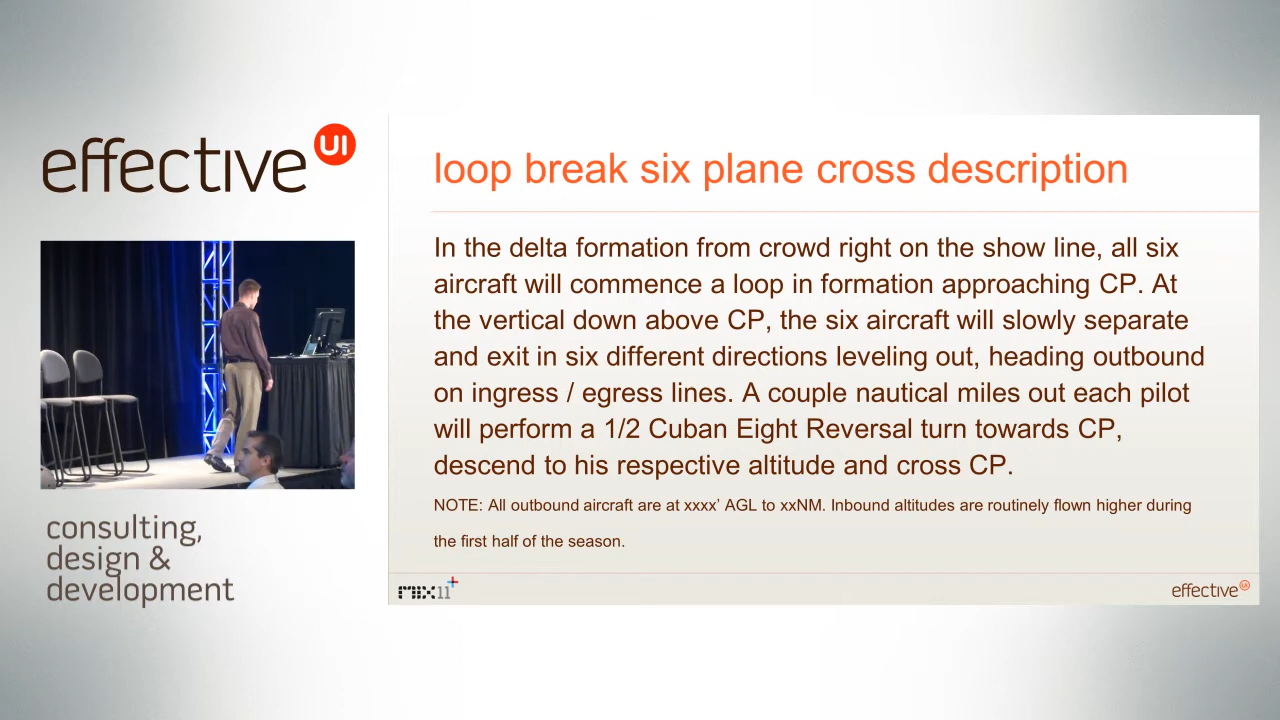 effective UI
consulting,
design &
development
loop break six plane cross description
In the delta formation from crowd right on the show line, all six
aircraft will commence a loop in formation approaching CP. At
the vertical down above CP, the six aircraft will slowly separate
and exit in six different directions leveling out, heading outbound
on ingress / egress lines. A couple nautical miles out each pilot
will perform a 1/2 Cuban Eight Reversal turn towards CP,
descend to his respective altitude and cross CP.
NOTE: All outbound aircraft are at xxxx’ AGL to xxNM. Inbound altitudes are routinely flown higher during
the first half of the season.
mix11
effective UI